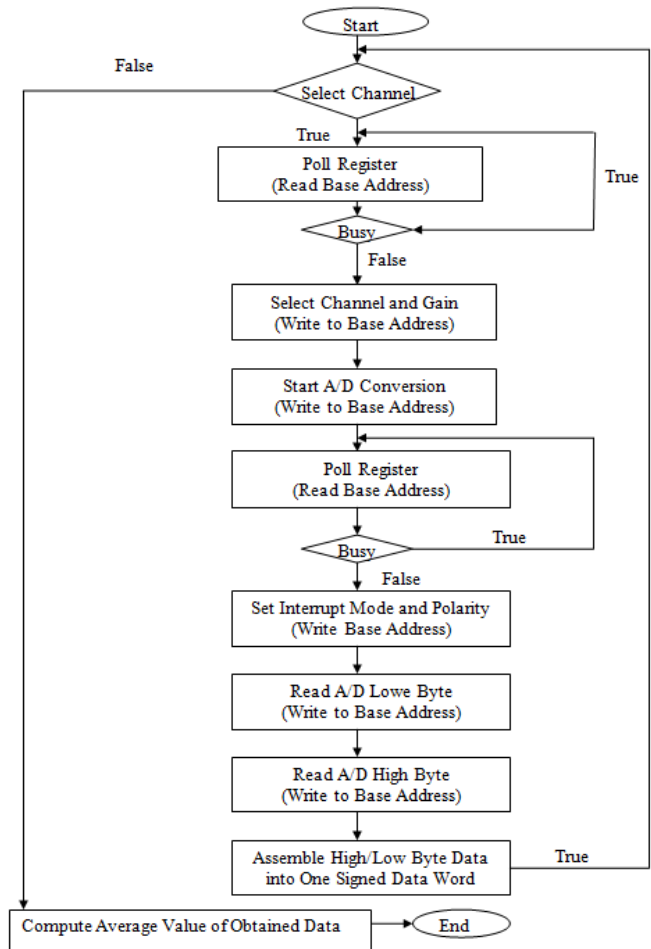 Start
False
Select Channel
True
Poll Register
(Read Base Address)
True
Busy
False
Select Channel and Gain
(Write to Base Address)
Start A/D Conversion
(Write to Base Address)
Poll Register
(Read Base Address)
Busy
True
False
Set Interrupt Mode and Polarity
(Write Base Address)
Read A/D Lowe Byte
(Write to Base Address)
Read A/D High Byte
(Write to Base Address)
Assemble High/Low Byte Data
into One Signed Data Word
True
Compute Average Value of Obtained Data
End